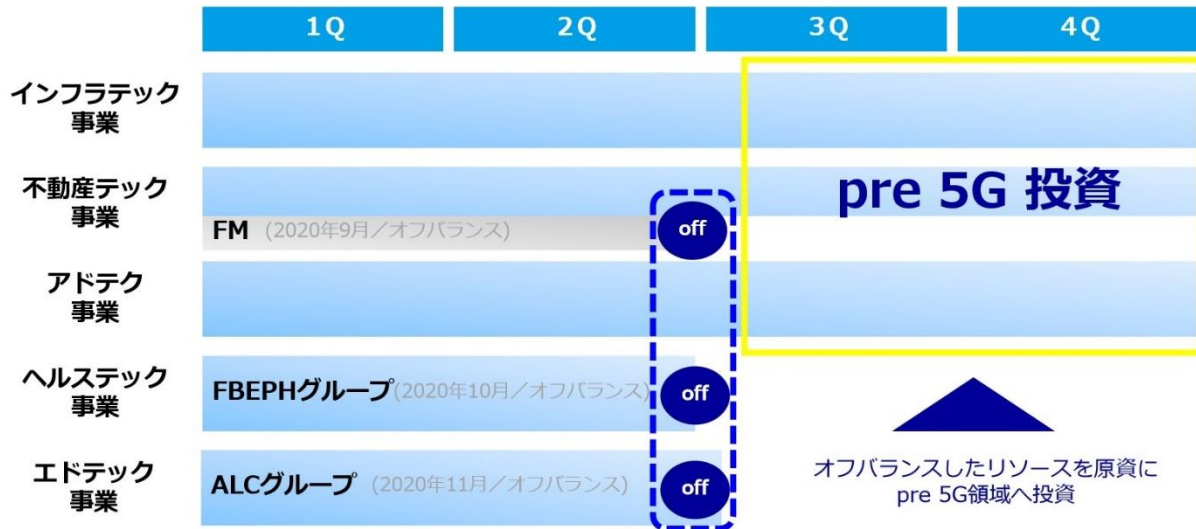 1Q 2Q 3Q 4Q
インフラテック
事業
不動産テック
事業
FM (2020年9月／オフバランス) off
pre 5G 投資
アドテク
事業
ヘルステック
事業
FBEPHグループ(2020年10月／オフバランス) off
エドテック
事業
ALCグループ (2020年11月／オフバランス) off
オフバランスしたリソースを原資に
pre 5G領域へ投資